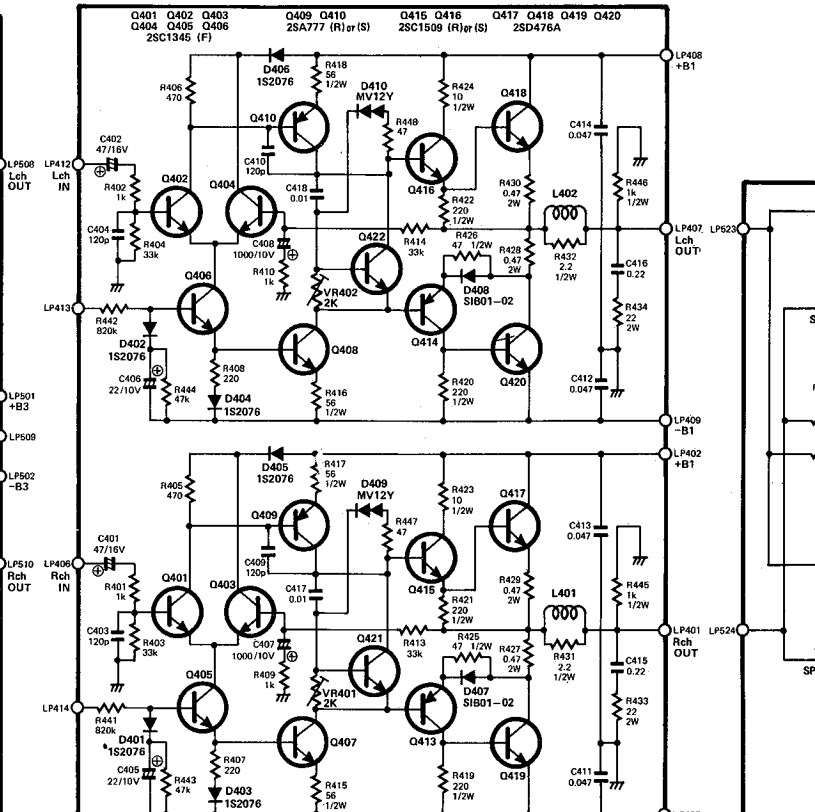 Q401 Q402 Q403
Q404 Q405 Q406
2SC1345 (F)
Q409 Q410
2SA777 (R) or (S)
Q415 Q416
2SC1509 (R) or (S)
Q417 Q418 Q419 Q420
2SD476A
LP408
+B1
R406
470
D406
1S2076
R418
56
1/2W
D410
MV12Y
R424
10
1/2W
Q418
Q410
R448
47
C414
0.047
C402
47/16V
LP508
Lch
OUT
LP412
Lch
IN
R402
1k
Q402
Q404
C410
120p
C418
0.01
Q416
R422
220
1/2W
R430
0.47
2W
L402
R446
1k
1/2W
C404
120p
R404
33k
C408
1000/10V
R410
1k
Q422
R414
33k
R426
47 1/2W
R428
0.47
2W
R432
2.2
1/2W
LP407
Lch
OUT
LP523
C416
0.22
Q406
VR402
2K
D408
SIB01-02
R434
22
2W
LP413
R442
820k
D402
1S2076
Q408
Q414
Q420
C406
22/10V
R444
47k
R408
220
D404
1S2076
R416
56
1/2W
R420
220
1/2W
C412
0.047
LP501
+B3
LP509
LP409
-B1
LP402
+B1
LP502
-B3
R405
470
D405
1S2076
R417
56
1/2W
D409
MV12Y
R423
10
1/2W
Q417
Q409
R447
47
C413
0.047
C401
47/16V
LP510
Rch
OUT
LP406
Rch
IN
R401
1k
Q401
Q403
C409
120p
C417
0.01
Q415
R421
220
1/2W
R429
0.47
2W
L401
R445
1k
1/2W
C403
120p
R403
33k
C407
1000/10V
R409
1k
Q421
R413
33k
R425
47 1/2W
R427
0.47
2W
R431
2.2
1/2W
LP401
Rch
OUT
LP524
C415
0.22
Q405
VR401
2K
D407
SIB01-02
R433
22
2W
SP
LP414
R441
820k
D401
1S2076
Q407
Q413
Q419
C405
22/10V
R443
47k
R407
220
D403
1S2076
R415
56
1/2W
R419
220
1/2W
C411
0.047